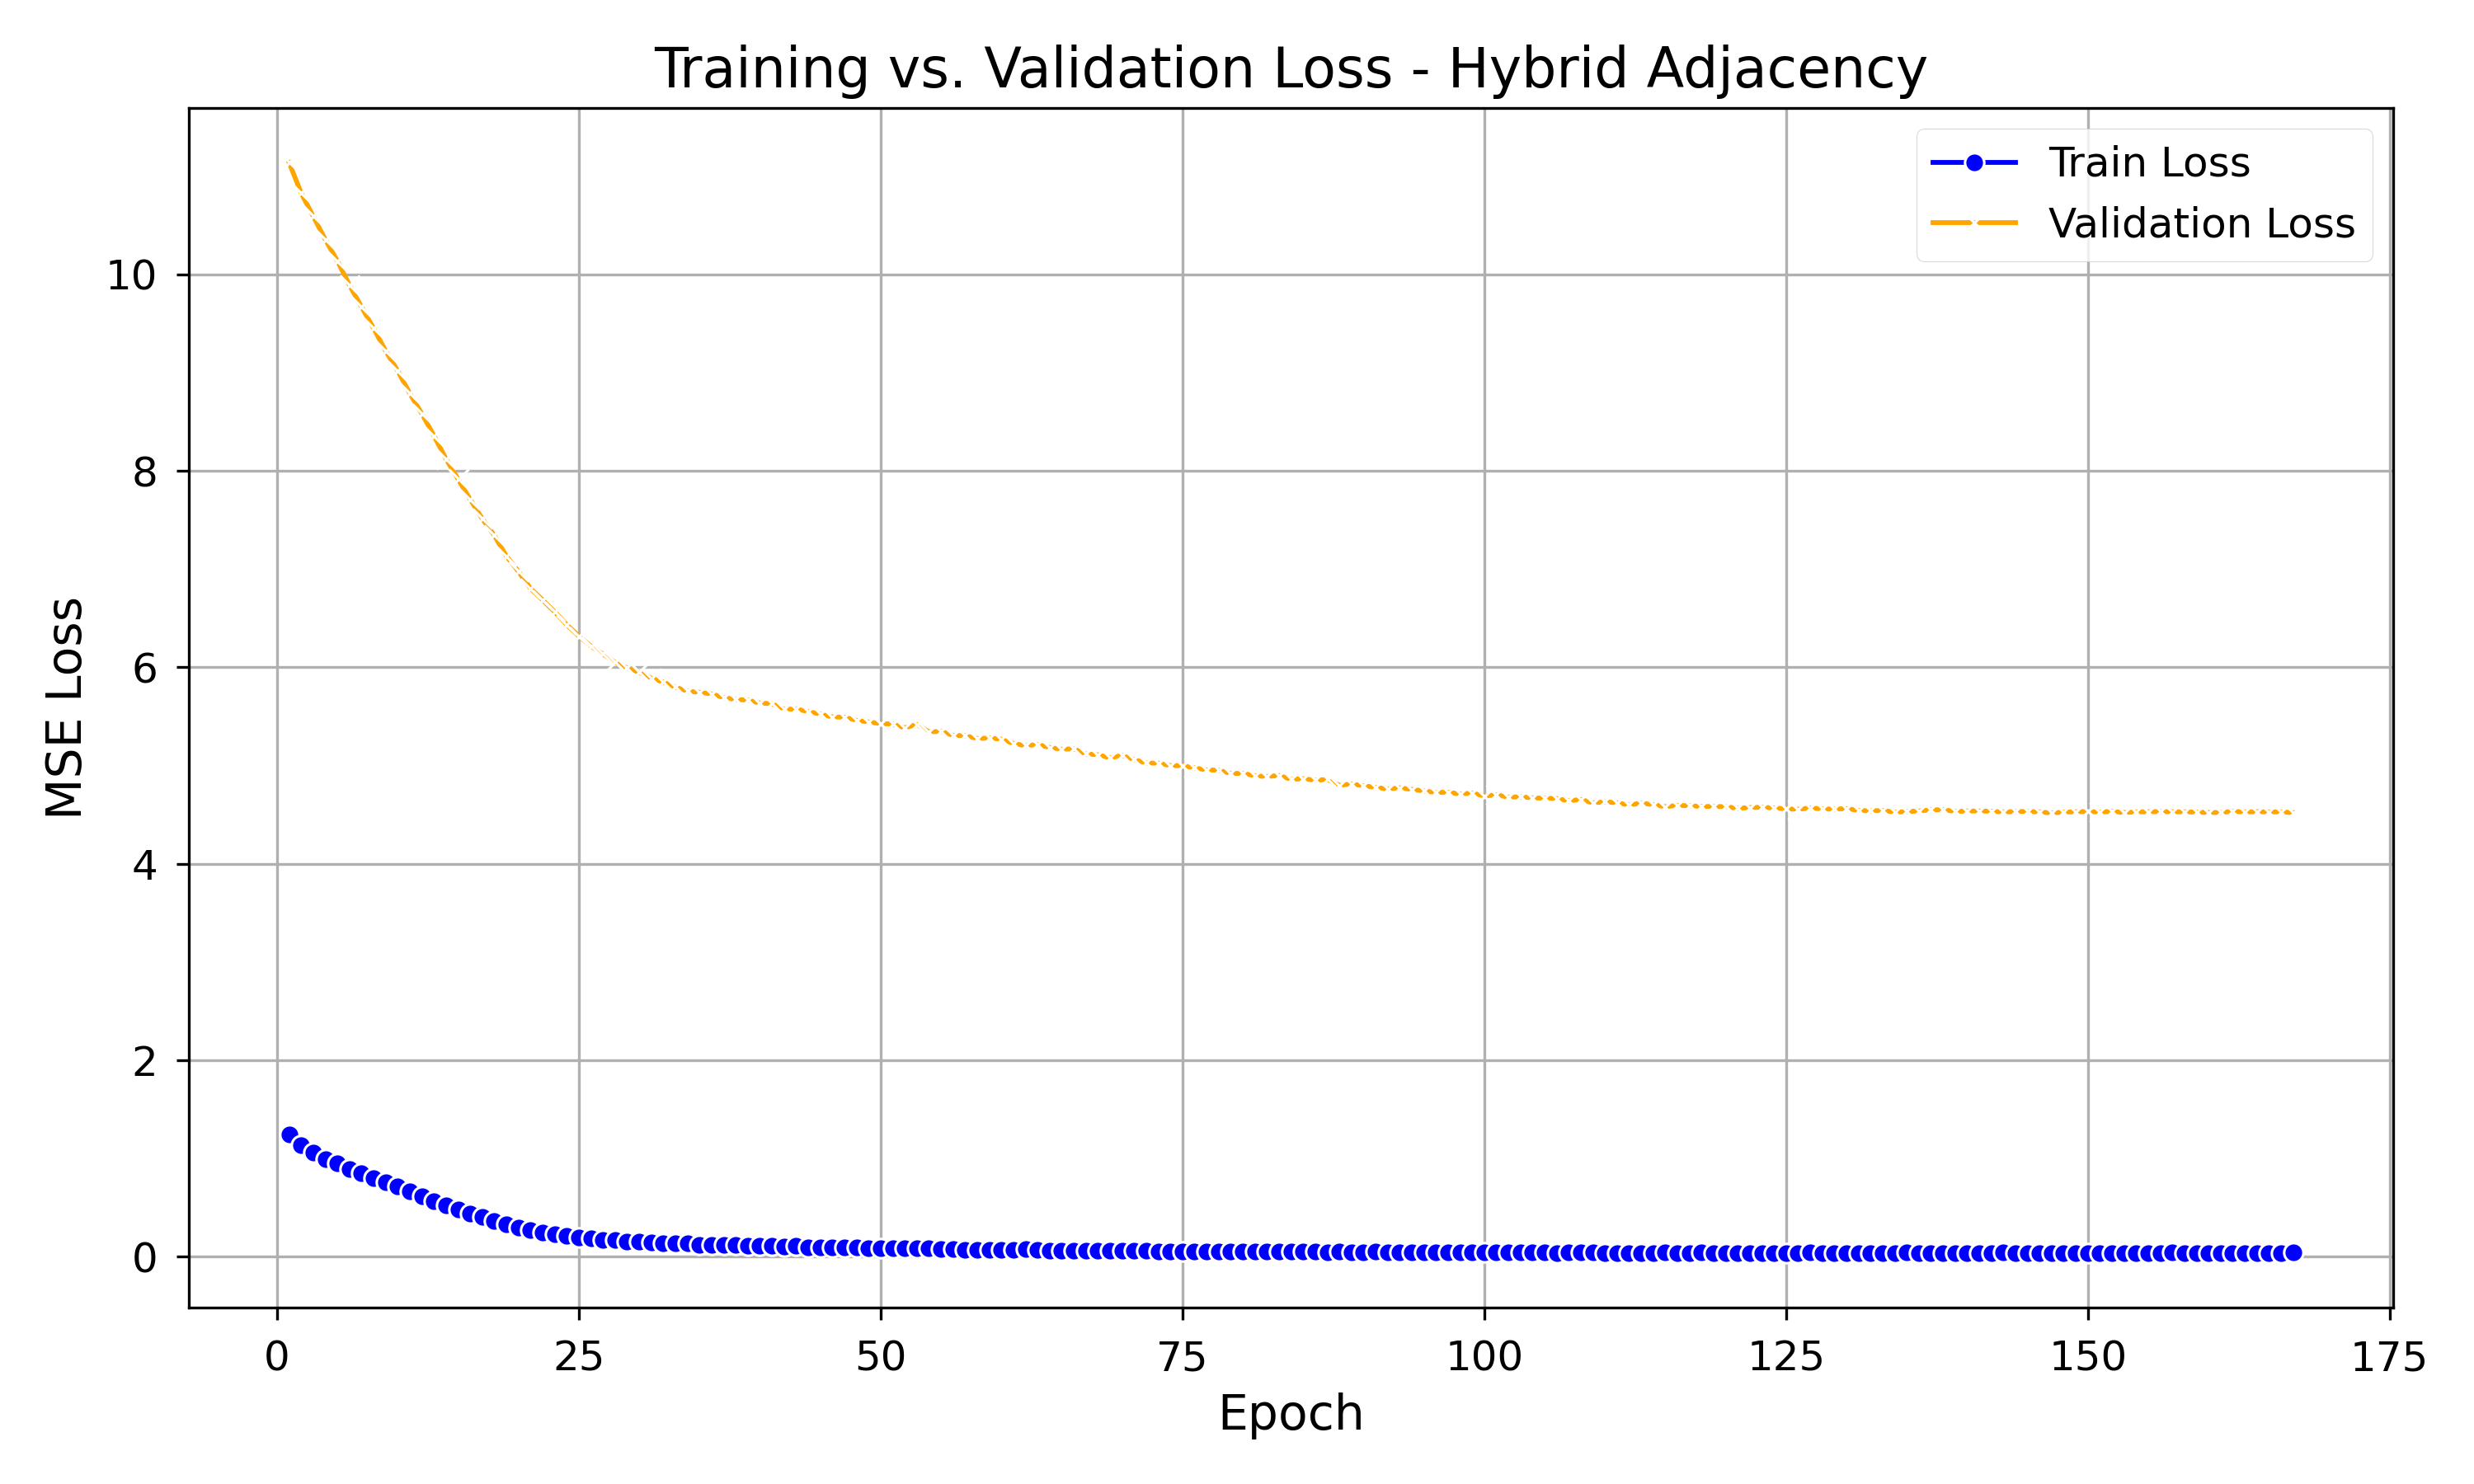 Training vs. Validation Loss - Hybrid Adjacency
Train Loss
Validation Loss
MSE Loss
10
8
6
4
2
0
0 25 50 75 100 125 150 175
Epoch